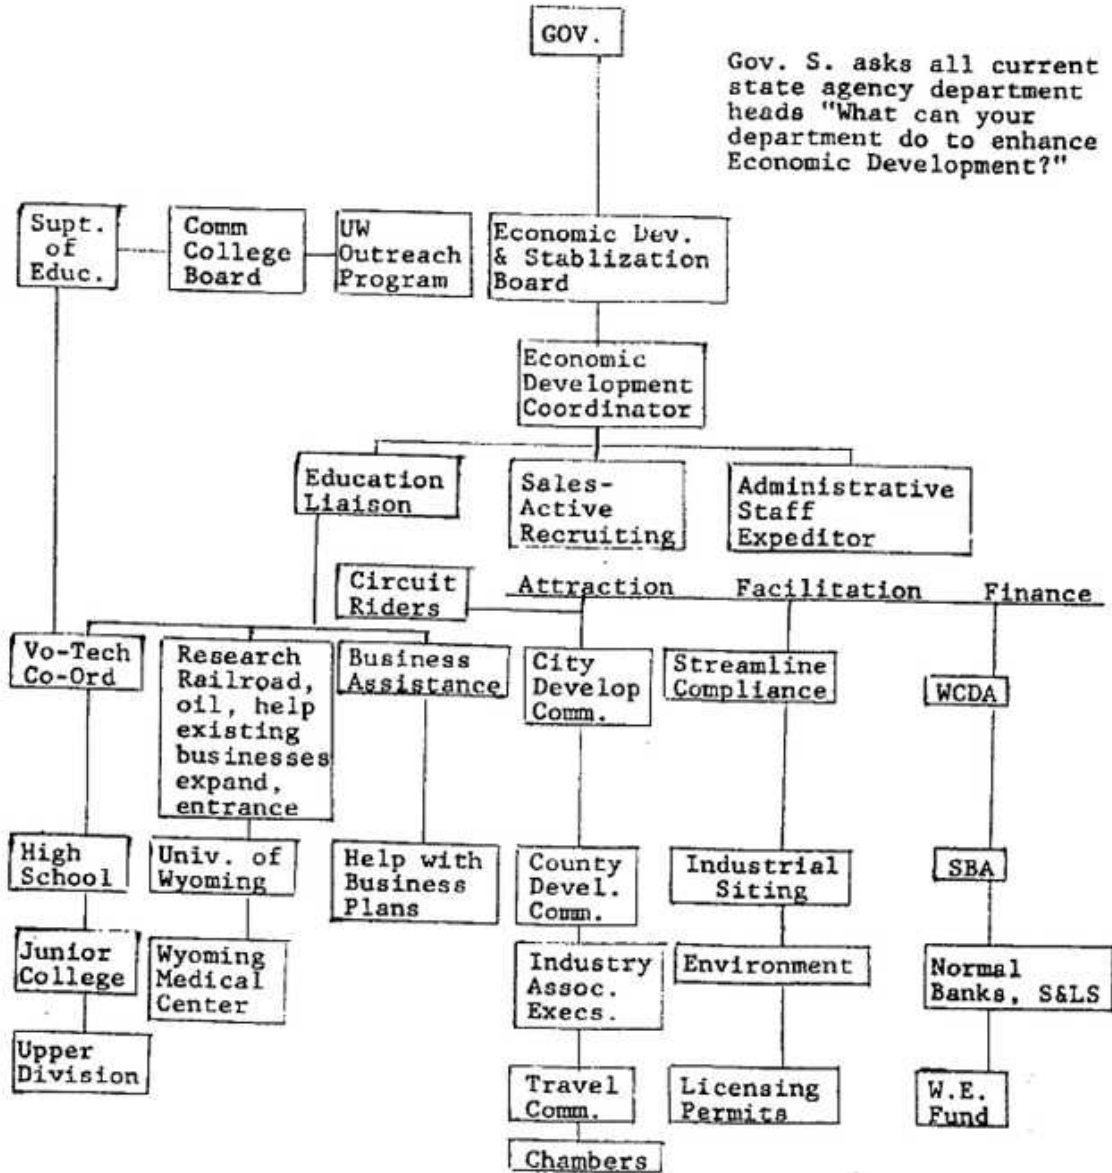 GOV.
Gov. S. asks all current
state agency department
heads "What can your
department do to enhance
Economic Development?"
Supt.
of
Educ.
Comm
College
Board
UW
Outreach
Program
Economic Dev.
& Stablization
Board
Economic
Development
Coordinator
Education
Liaison
Sales-
Active
Recruiting
Administrative
Staff
Expeditor
Circuit
Riders
Attraction
Facilitation
Finance
Vo-Tech
Co-Ord
Research
Railroad,
oil, help
existing
businesses
expand,
entrance
Business
Assistance
City
Develop
Comm.
Streamline
Compliance
WCDA
High
School
Univ. of
Wyoming
Help with
Business
Plans
County
Devel.
Comm.
Industrial
Siting
SBA
Junior
College
Wyoming
Medical
Center
Industry
Assoc.
Execs.
Environment
Normal
Banks, S&LS
Upper
Division
Travel
Comm.
Licensing
Permits
W.E.
Fund
Chambers